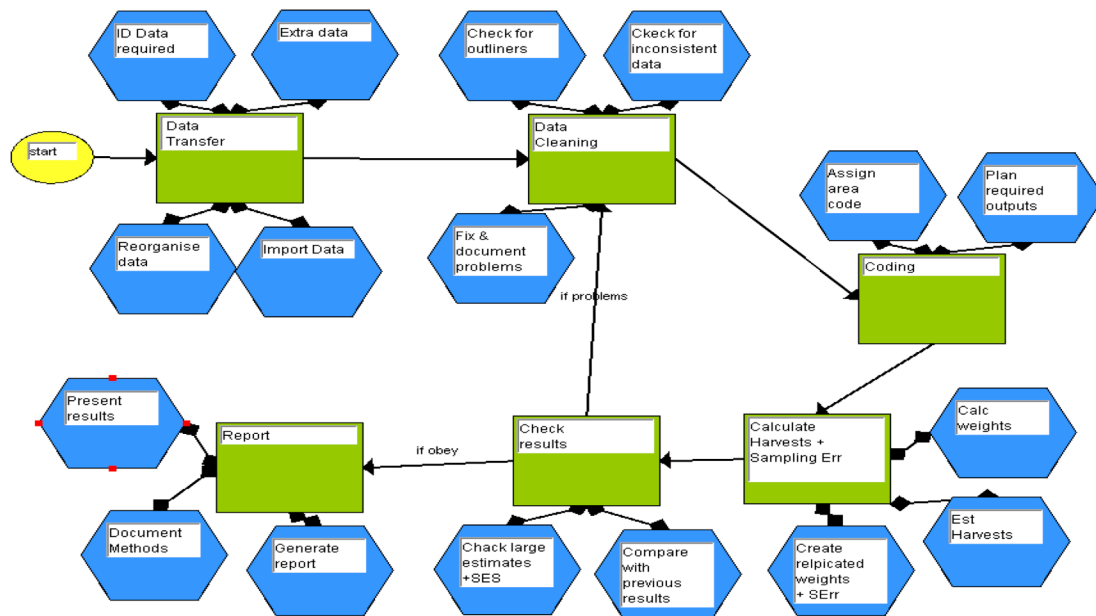 ID Data
required
Extra data
Check for
outliners
Ckeck for
inconsistent
data
start
Data
Transfer
Data
Cleaning
Assign
area
code
Plan
required
outputs
Reorganise
data
Import Data
Fix &
document
problems
Coding
if problems
Present
results
Report
if obey
Check
results
Calculate
Harvests +
Sampling Err
Calc
weights
Document
Methods
Generate
report
Chack large
estimates
+SES
Compare
with
previous
results
Create
relpicated
weights
+ SErr
Est
Harvests